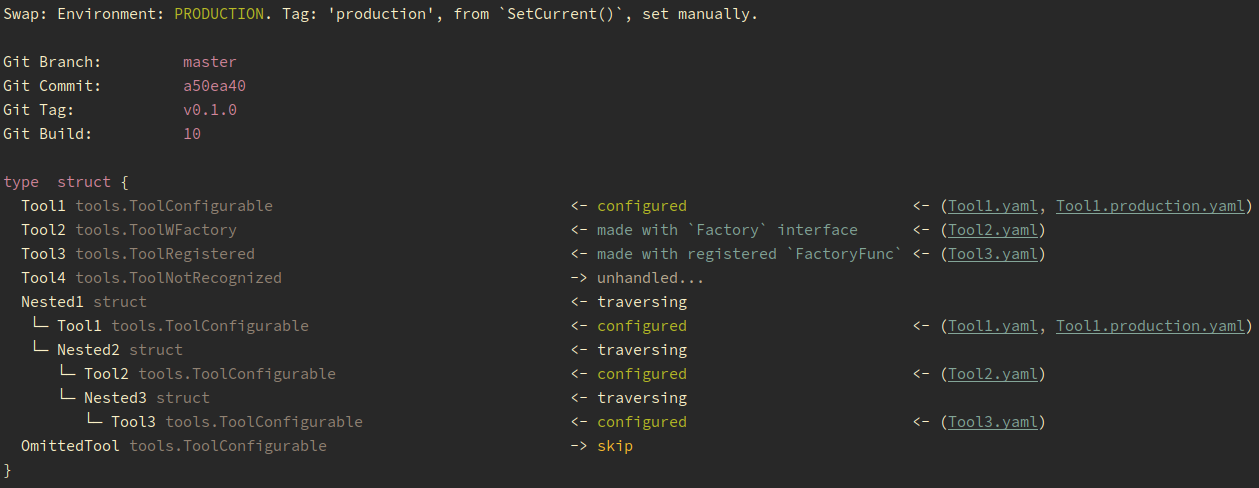 Swap: Environment: PRODUCTION. Tag: 'production', from `SetCurrent()`, set manually.
Git Branch: master
Git Commit: a50ea40
Git Tag: v0.1.0
Git Build: 10
type  struct {
Tool1 tools.ToolConfigurable <- configured <- (Tool1.yaml, Tool1.production.yaml)
Tool2 tools.ToolWFactory <- made with `Factory` interface <- (Tool2.yaml)
Tool3 tools.ToolRegistered <- made with registered `FactoryFunc` <- (Tool3.yaml)
Tool4 tools.ToolNotRecognized -> unhandled...
Nested1 struct <- traversing
└─ Tool1 tools.ToolConfigurable <- configured <- (Tool1.yaml, Tool1.production.yaml)
└─ Nested2 struct <- traversing
└─ Tool2 tools.ToolConfigurable <- configured <- (Tool2.yaml)
└─ Nested3 struct <- traversing
└─ Tool3 tools.ToolConfigurable <- configured <- (Tool3.yaml)
OmittedTool tools.ToolConfigurable -> skip
}